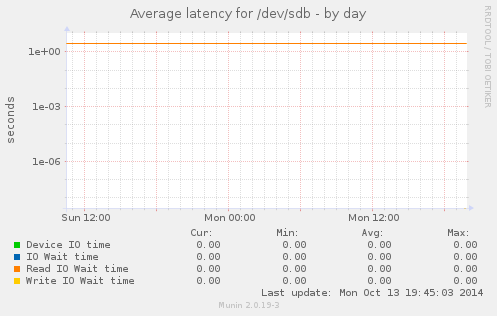 Average latency for /dev/sdb - by day
RRDTOOL / TOBI OETIKER
seconds
1e+00
1e-03
1e-06
Sun 12:00 Mon 00:00 Mon 12:00
Cur: Min: Avg: Max:
Device IO time 0.00 0.00 0.00 0.00
IO Wait time 0.00 0.00 0.00 0.00
Read IO Wait time 0.00 0.00 0.00 0.00
Write IO Wait time 0.00 0.00 0.00 0.00
Last update: Mon Oct 13 19:45:03 2014
Munin 2.0.19-3